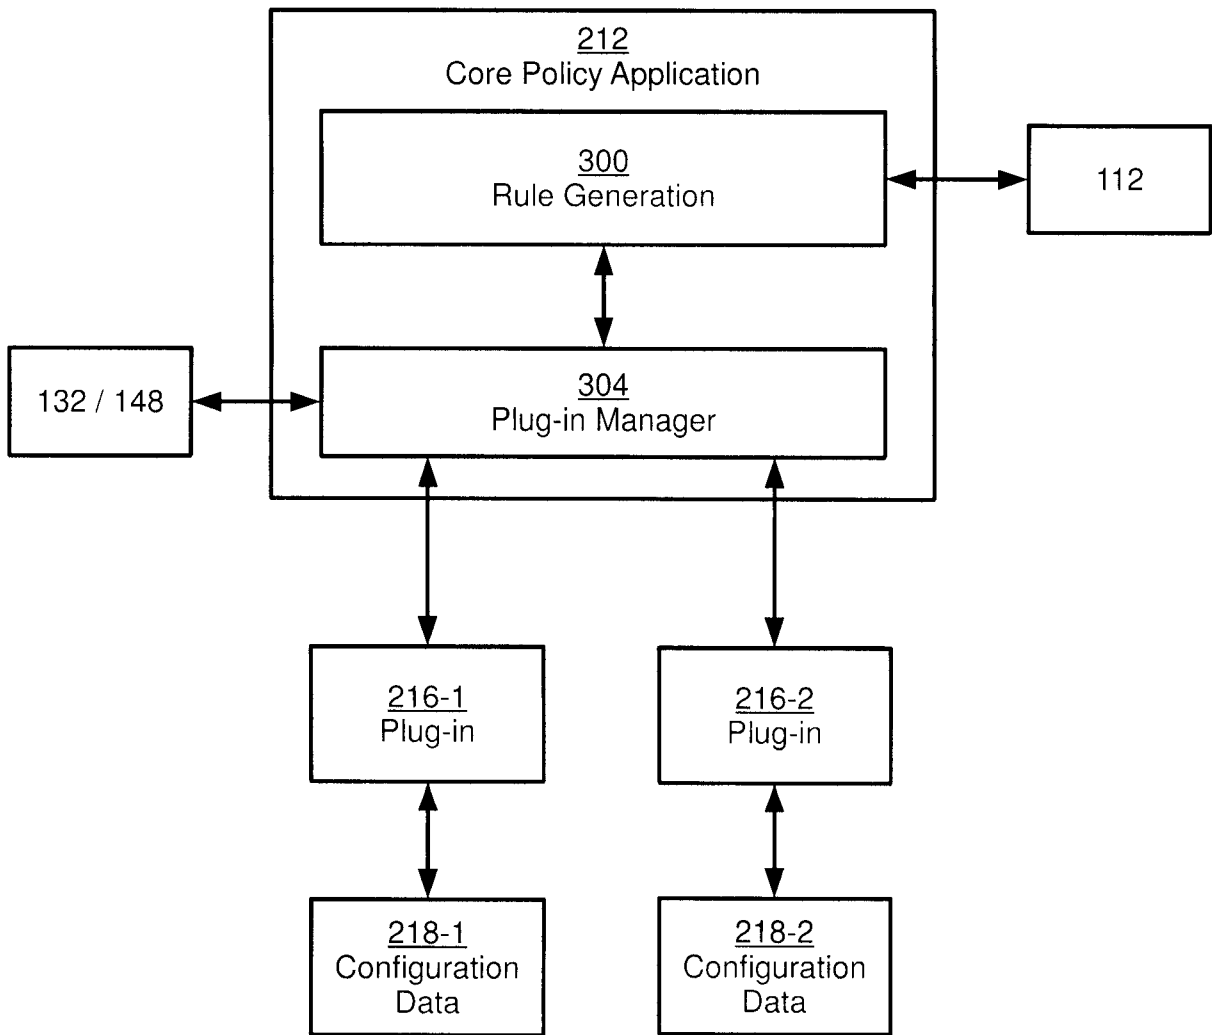 212
Core Policy Application
300
Rule Generation
112
304
Plug-in Manager
132 / 148
216-1
Plug-in
216-2
Plug-in
218-1
Configuration
Data
218-2
Configuration
Data